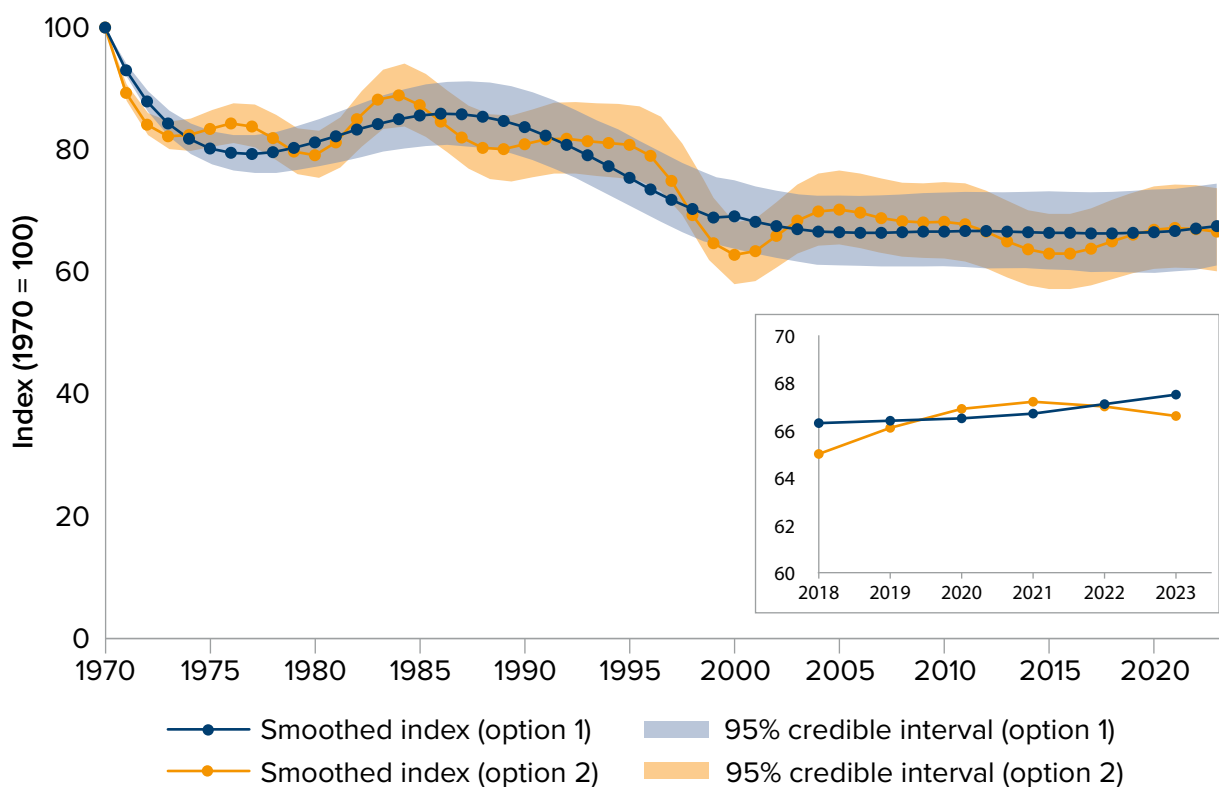 100
80
60
40
20
0
Index (1970 = 100)
1970 1975 1980 1985 1990 1995 2000 2005 2010 2015 2020
70
68
66
64
62
60
2018 2019 2020 2021 2022 2023
Smoothed index (option 1) 95% credible interval (option 1)
Smoothed index (option 2) 95% credible interval (option 2)